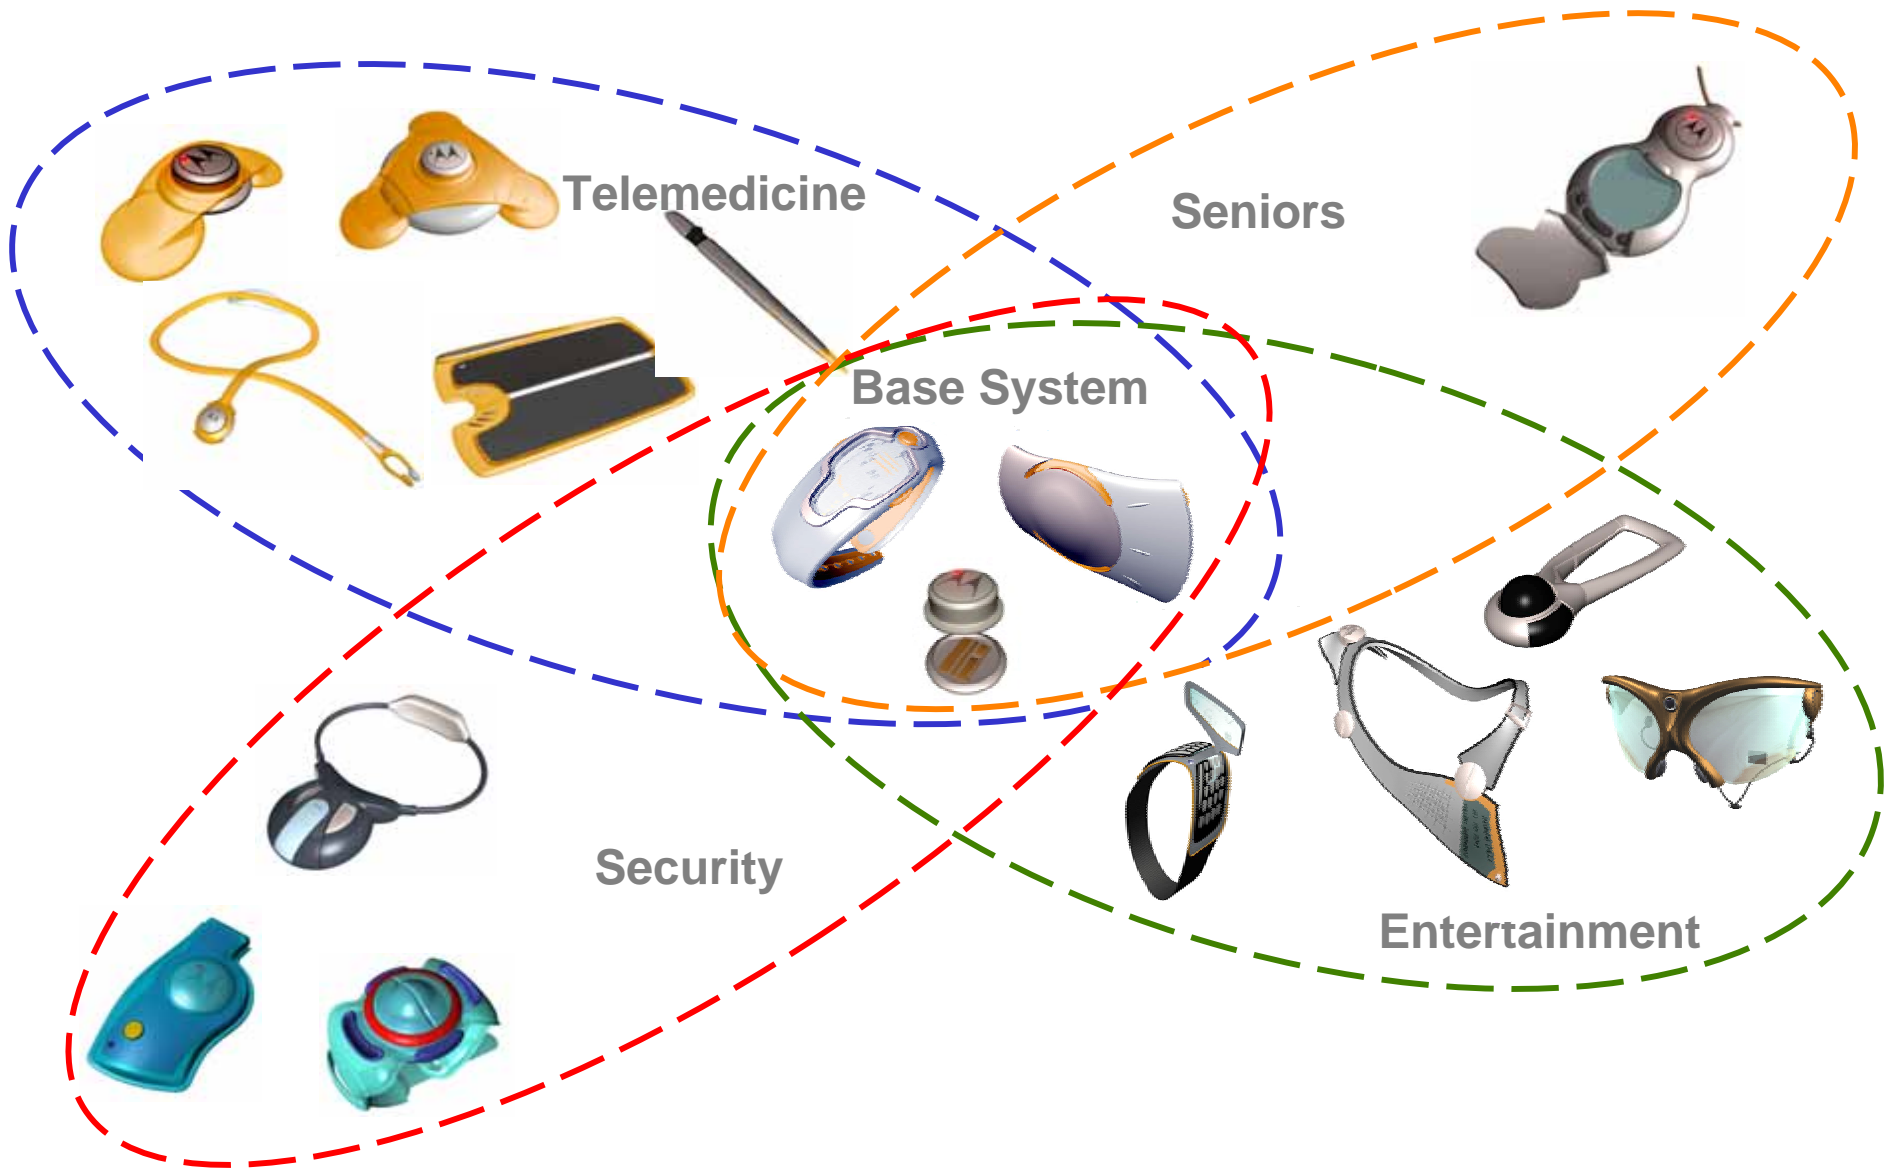 Telemedicine
Seniors
Base System
Security
Entertainment